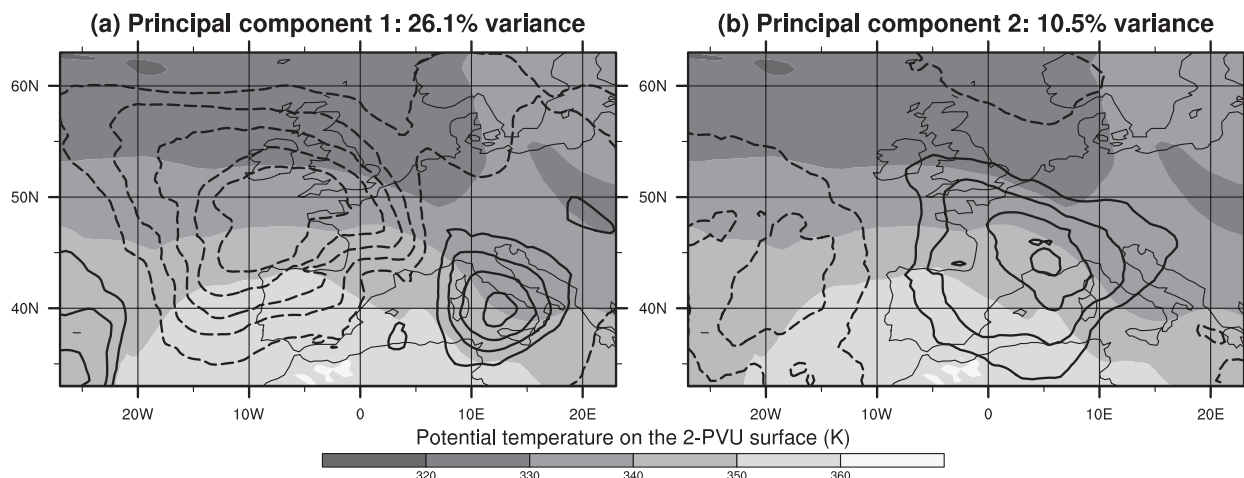 (a) Principal component 1: 26.1% variance
(b) Principal component 2: 10.5% variance
60N
50N
40N
20W 10W 0 10E 20E
60N
50N
40N
20W 10W 0 10E 20E
Potential temperature on the 2-PVU surface (K)
320 330 340 350 360